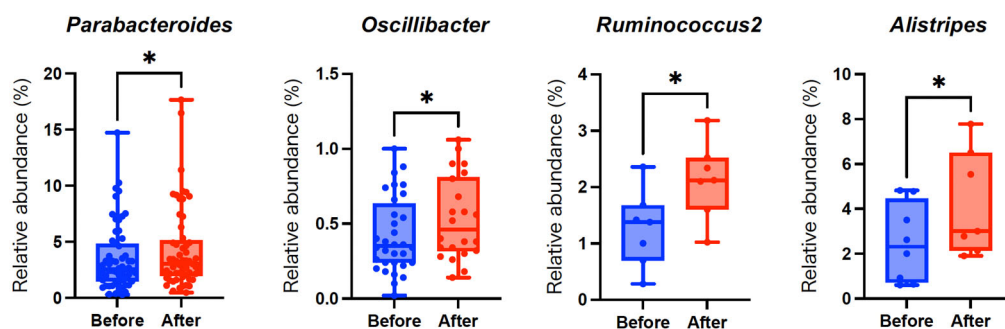 Parabacteroides
Relative abundance (%)
20
15
10
5
0
*
Before After
Oscillibacter
Relative abundance (%)
1.5
1.0
0.5
0.0
*
Before After
Ruminococcus2
Relative abundance (%)
4
3
2
1
0
*
Before After
Alistripes
Relative abundance (%)
10
8
6
4
2
0
*
Before After